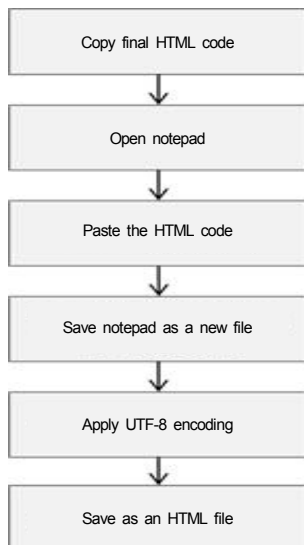 Copy final HTML code
Open notepad
Paste the HTML code
Save notepad as a new file
Apply UTF-8 encoding
Save as an HTML file